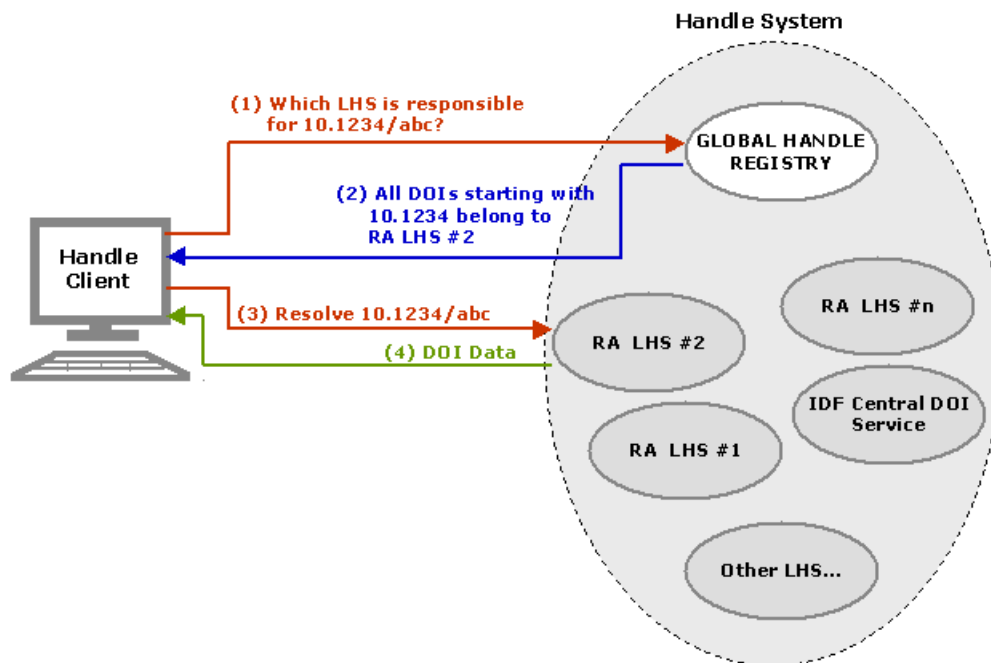 Handle System
(1) Which LHS is responsible
for 10.1234/abc?
GLOBAL HANDLE
REGISTRY
(2) All DOIs starting with
10.1234 belong to
RA LHS #2
Handle
Client
(3) Resolve 10.1234/abc
(4) DOI Data
RA LHS #n
RA LHS #2
IDF Central DOI
Service
RA LHS #1
Other LHS...